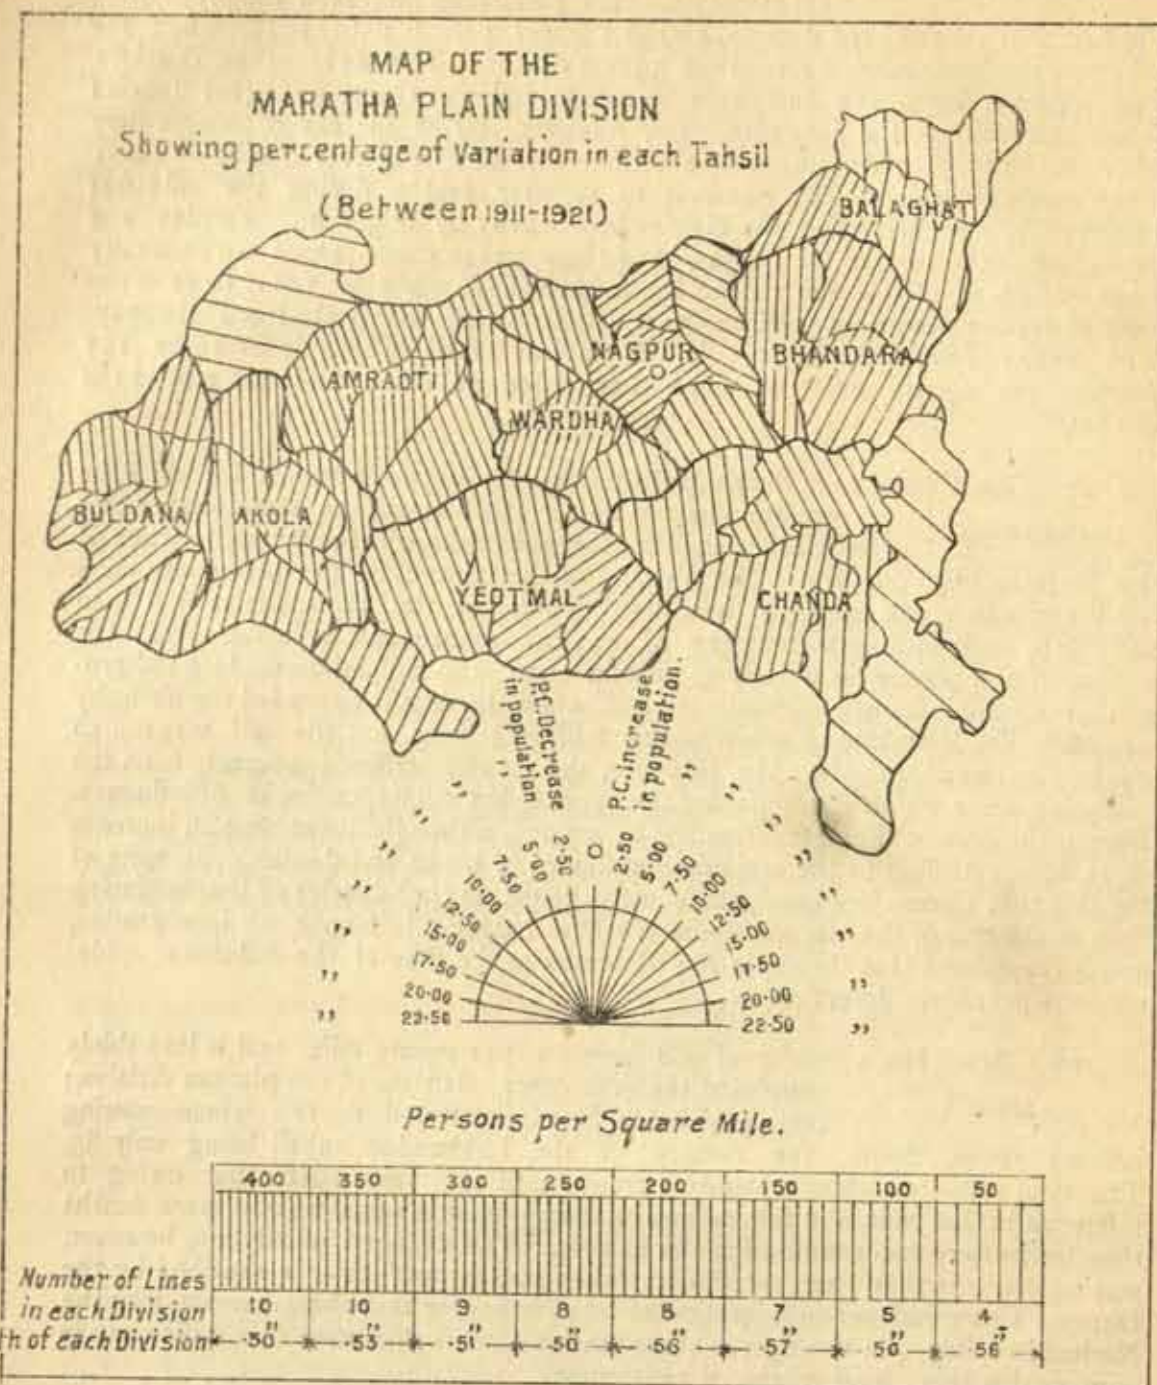 MAP OF THE
MARATHA PLAIN DIVISION
Showing percentage of Variation in each Tahsil
(Between 1911-1921)
BALAGHAT
NAGPUR
BHANDARA
AMRAOTI
WARDHA
BULDANA
AKOLA
YEOTMAL
CHANDA
P.C. Decrease
in population
P.C. increase
in population.
22.50
20.00
17.50
15.00
12.50
10.00
7.50
5.00
2.50
0
2.50
5.00
7.50
10.00
12.50
15.00
17.50
20.00
22.50
Persons per Square Mile.
400 350 300 250 200 150 100 50
Number of Lines
in each Division 10 10 9 8 8 7 5 4
th of each Division ·50" ·53" ·51" ·50" ·56" ·57" ·50" ·56"